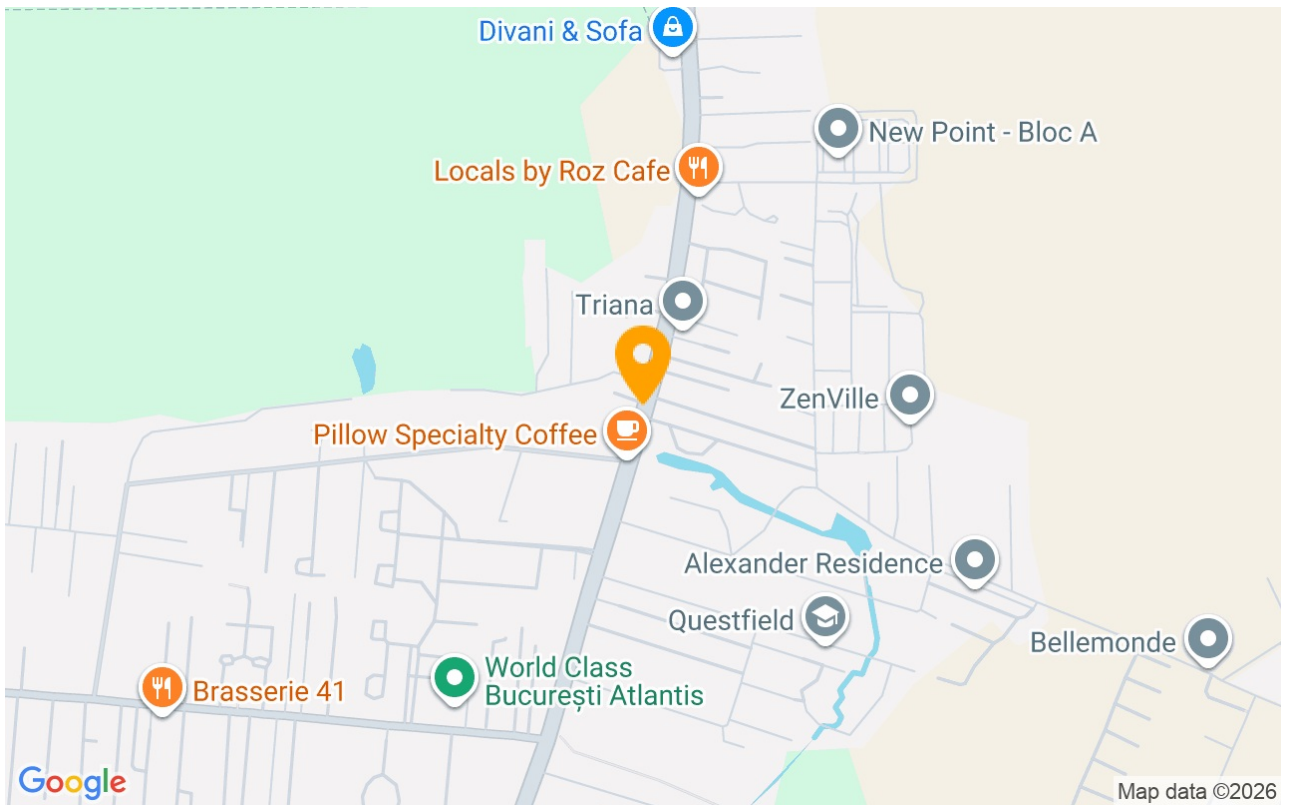 Divani & Sofa
New Point - Bloc A
Locals by Roz Cafe
Triana
ZenVille
Pillow Specialty Coffee
Alexander Residence
Questfield
Bellemonde
World Class
București Atlantis
Brasserie 41
Google
Map data ©2026